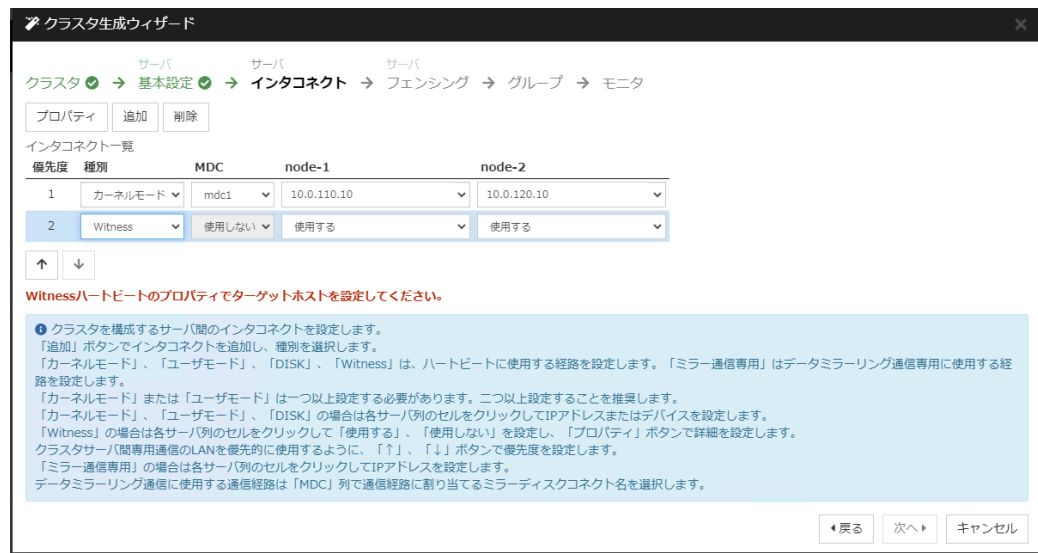 クラスタ生成ウィザード ×
サーバ サーバ サーバ
クラスタ → 基本設定 → インタコネクト → フェンシング → グループ → モニタ
プロパティ 追加 削除
インタコネクト一覧
優先度 種別 MDC node-1 node-2
1 カーネルモード mdc1 10.0.110.10 10.0.120.10
2 Witness 使用しない 使用する 使用する
↑ ↓
Witnessハートビートのプロパティでターゲットホストを設定してください。
クラスタを構成するサーバ間のインタコネクトを設定します。
「追加」ボタンでインタコネクトを追加し、種別を選択します。
「カーネルモード」、「ユーザモード」、「DISK」、「Witness」は、ハートビートに使用する経路を設定します。「ミラー通信専用」はデータミラーリング通信専用に使用する経
路を設定します。
「カーネルモード」または「ユーザモード」は一つ以上設定する必要があります。二つ以上設定することを推奨します。
「カーネルモード」、「ユーザモード」、「DISK」の場合は各サーバ列のセルをクリックしてIPアドレスまたはデバイスを設定します。
「Witness」の場合は各サーバ列のセルをクリックして「使用する」、「使用しない」を設定し、「プロパティ」ボタンで詳細を設定します。
クラスタサーバ間専用通信のLANを優先的に使用するように、「↑」、「↓」ボタンで優先度を設定します。
「ミラー通信専用」の場合は各サーバ列のセルをクリックしてIPアドレスを設定します。
データミラーリング通信に使用する通信経路は「MDC」列で通信経路に割り当てるミラーディスクコネクト名を選択します。
戻る 次へ キャンセル